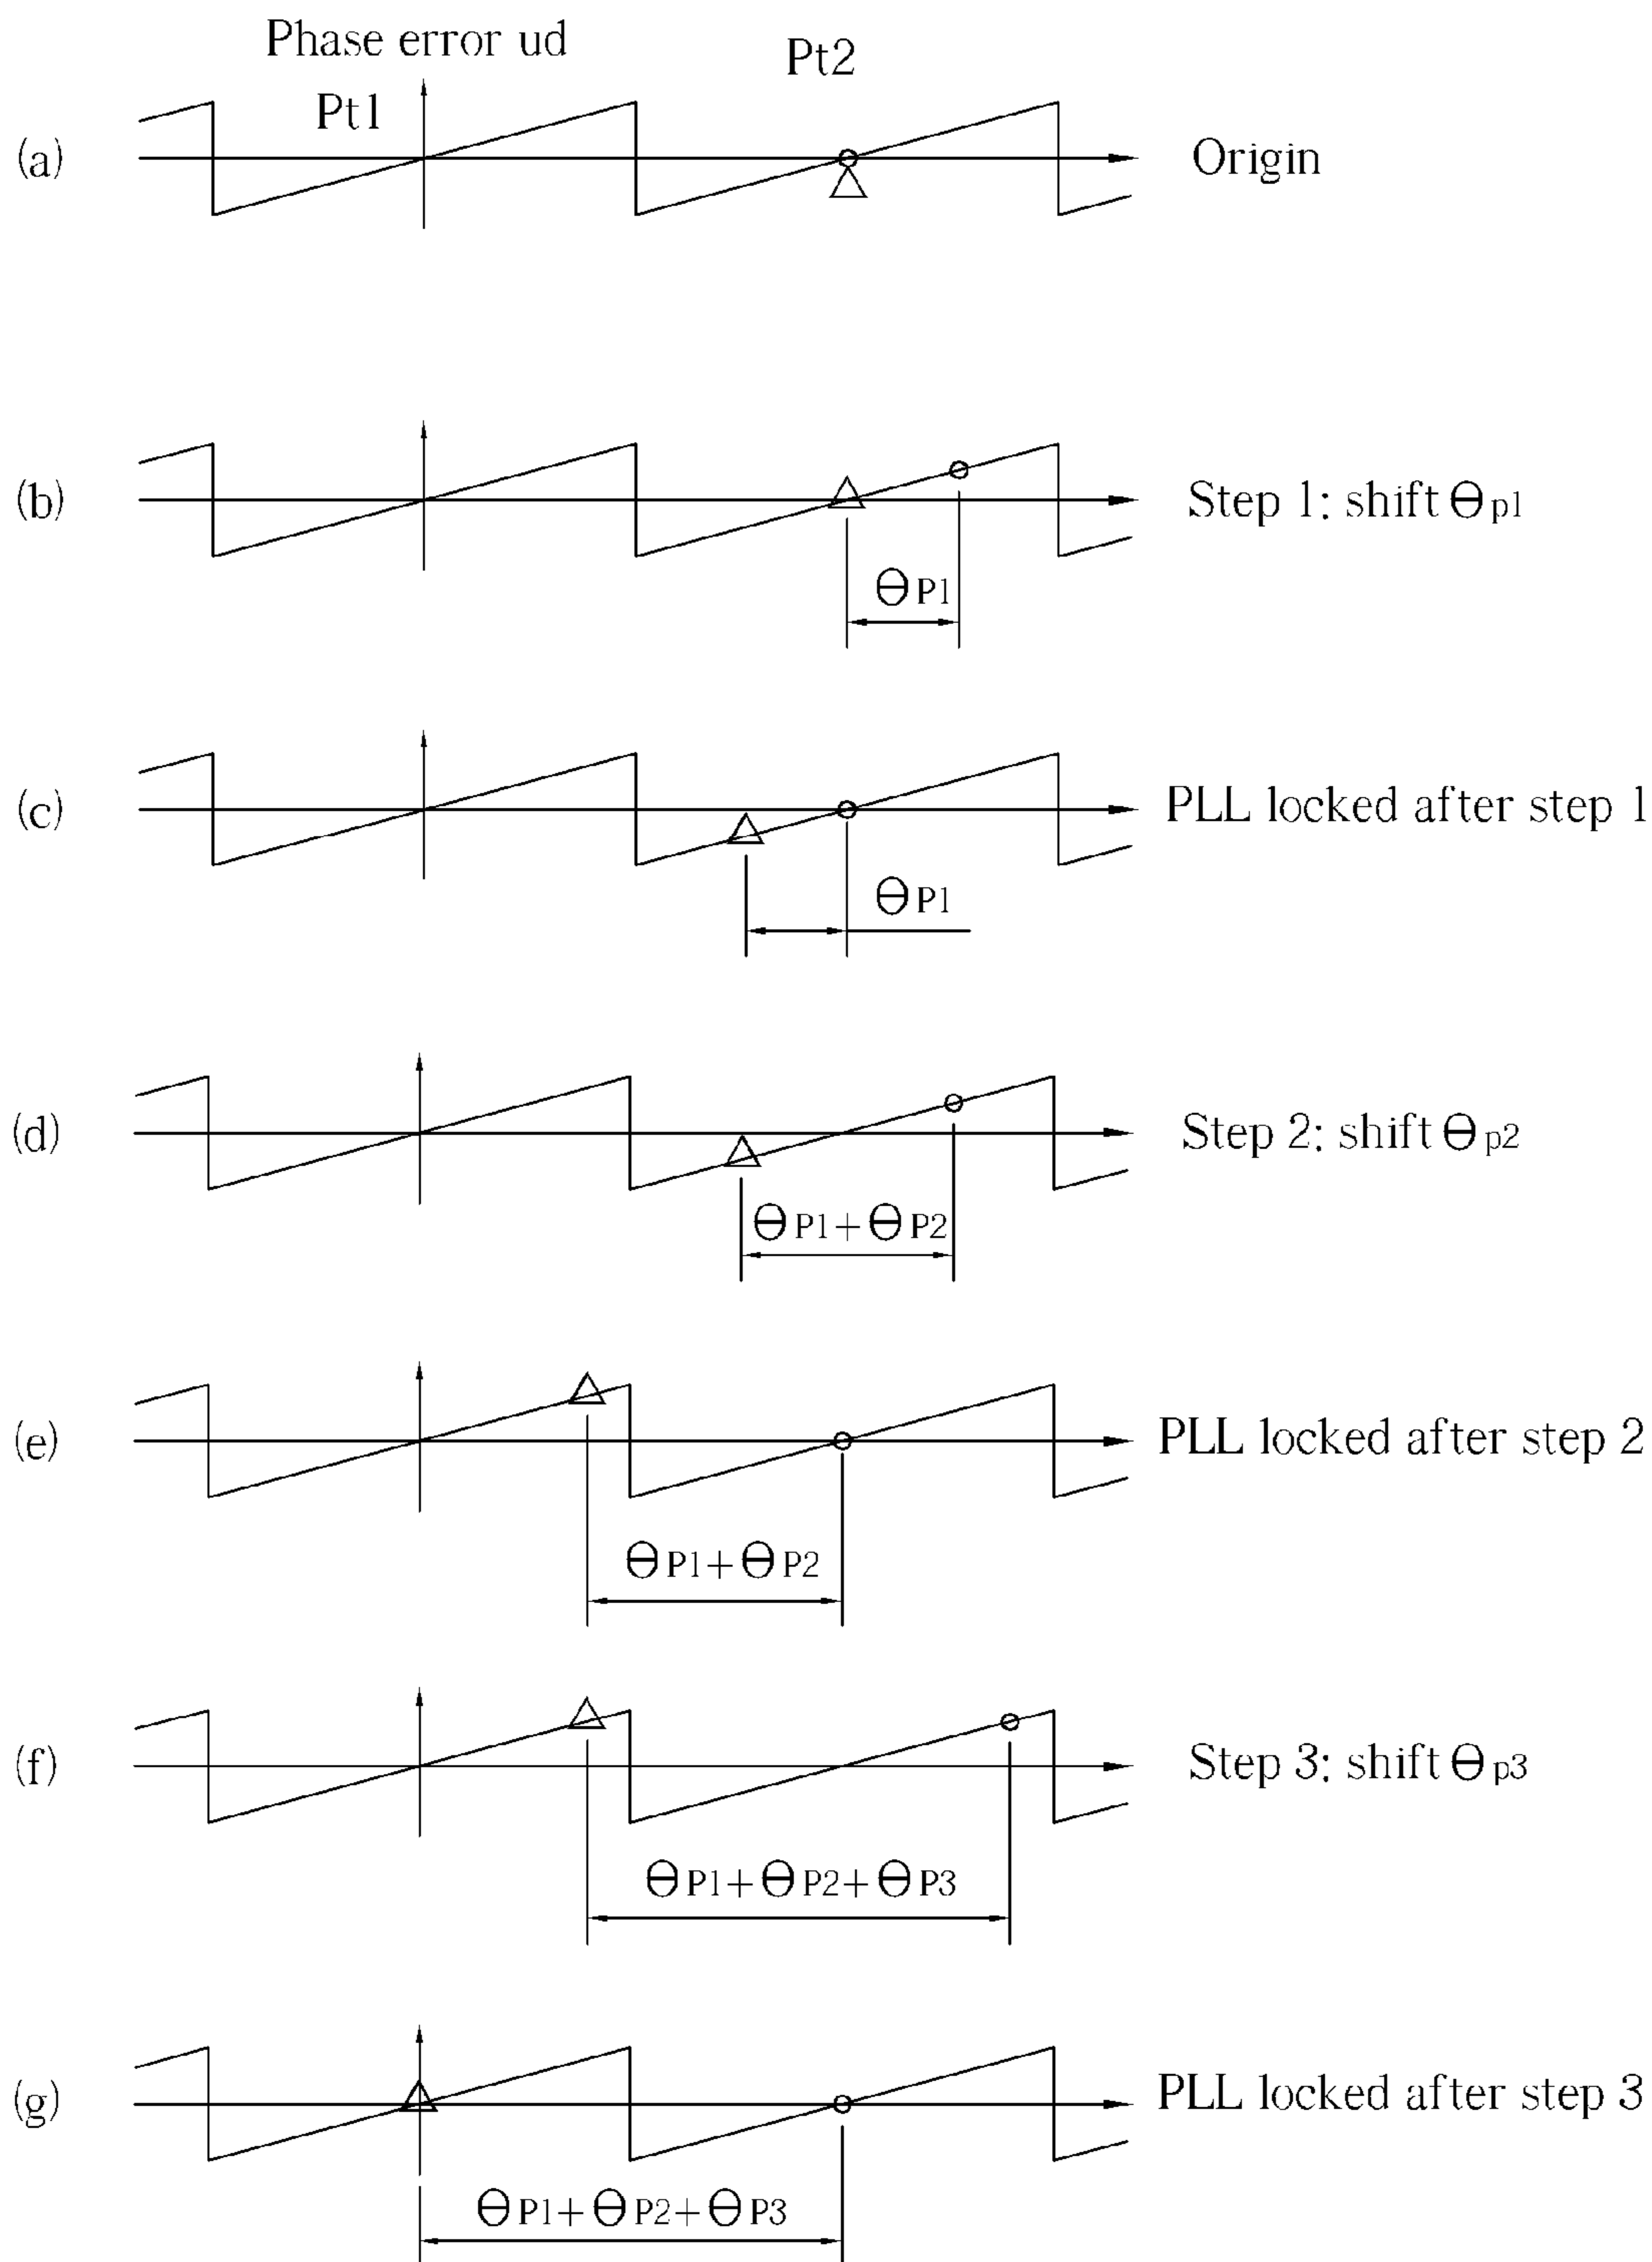 Phase error ud
Pt2
Pt1
(a)
Origin
(b)
Step 1: shift Θp1
ΘP1
(c)
PLL locked after step 1
ΘP1
(d)
Step 2: shift Θp2
ΘP1+ΘP2
(e)
PLL locked after step 2
ΘP1+ΘP2
(f)
Step 3: shift Θp3
ΘP1+ΘP2+ΘP3
(g)
PLL locked after step 3
ΘP1+ΘP2+ΘP3